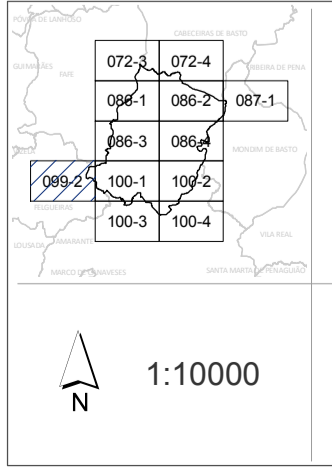 PÓVOA DE LANHOSO
CABECEIRAS DE BASTO
072-3 072-4
GUIMARÃES
FAFE
RIBEIRA DE PENA
086-1 086-2 087-1
086-3 086-4
MONDIM DE BASTO
099-2 100-1 100-2
FELGUEIRAS
100-3 100-4
VILA REAL
LOUSADA
AMARANTE
MARCO DE CANAVESES
SANTA MARTA DE PENAGUIÃO
N
1:10000